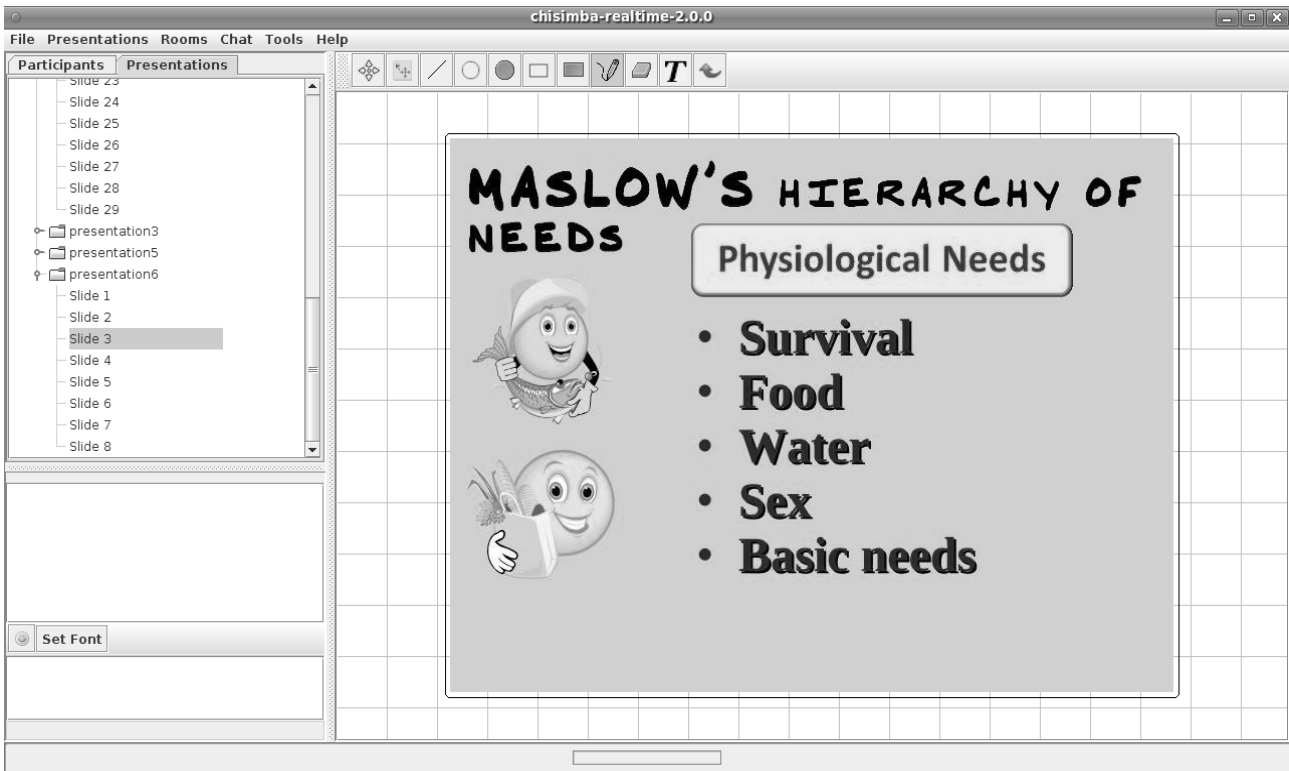 chisimba-realtime-2.0.0
File Presentations Rooms Chat Tools Help
Participants Presentations
Slide 23
Slide 24
Slide 25
Slide 26
Slide 27
Slide 28
Slide 29
presentation3
presentation5
presentation6
Slide 1
Slide 2
Slide 3
Slide 4
Slide 5
Slide 6
Slide 7
Slide 8
Set Font
T
MASLOW'S HIERARCHY OF
NEEDS
Physiological Needs
• Survival
• Food
• Water
• Sex
• Basic needs